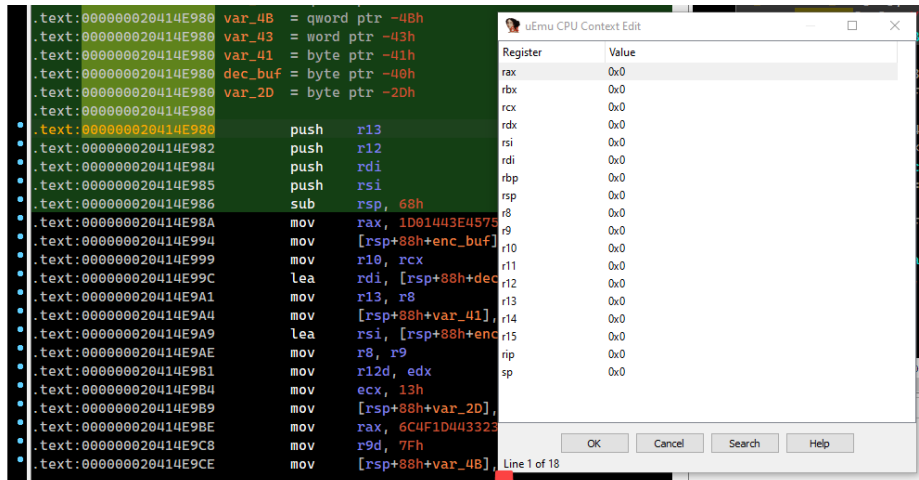 .text:000000020414E980 var_4B = qword ptr -4Bh
.text:000000020414E980 var_43 = word ptr -43h
.text:000000020414E980 var_41 = byte ptr -41h
.text:000000020414E980 dec_buf = byte ptr -40h
.text:000000020414E980 var_2D = byte ptr -2Dh
.text:000000020414E980
.text:000000020414E980 push r13
.text:000000020414E982 push r12
.text:000000020414E984 push rdi
.text:000000020414E985 push rsi
.text:000000020414E986 sub rsp, 68h
.text:000000020414E98A mov rax, 1D01443E4575
.text:000000020414E994 mov [rsp+88h+enc_buf]
.text:000000020414E999 mov r10, rcx
.text:000000020414E99C lea rdi, [rsp+88h+dec
.text:000000020414E9A1 mov r13, r8
.text:000000020414E9A4 mov [rsp+88h+var_41],
.text:000000020414E9A9 lea rsi, [rsp+88h+enc
.text:000000020414E9AE mov r8, r9
.text:000000020414E9B1 mov r12d, edx
.text:000000020414E9B4 mov ecx, 13h
.text:000000020414E9B9 mov [rsp+88h+var_2D],
.text:000000020414E9BE mov rax, 6C4F1D443323
.text:000000020414E9C8 mov r9d, 7Fh
.text:000000020414E9CE mov [rsp+88h+var_4B],
uEmu CPU Context Edit
Register Value
rax 0x0
rbx 0x0
rcx 0x0
rdx 0x0
rsi 0x0
rdi 0x0
rbp 0x0
rsp 0x0
r8 0x0
r9 0x0
r10 0x0
r11 0x0
r12 0x0
r13 0x0
r14 0x0
r15 0x0
rip 0x0
sp 0x0
OK Cancel Search Help
Line 1 of 18